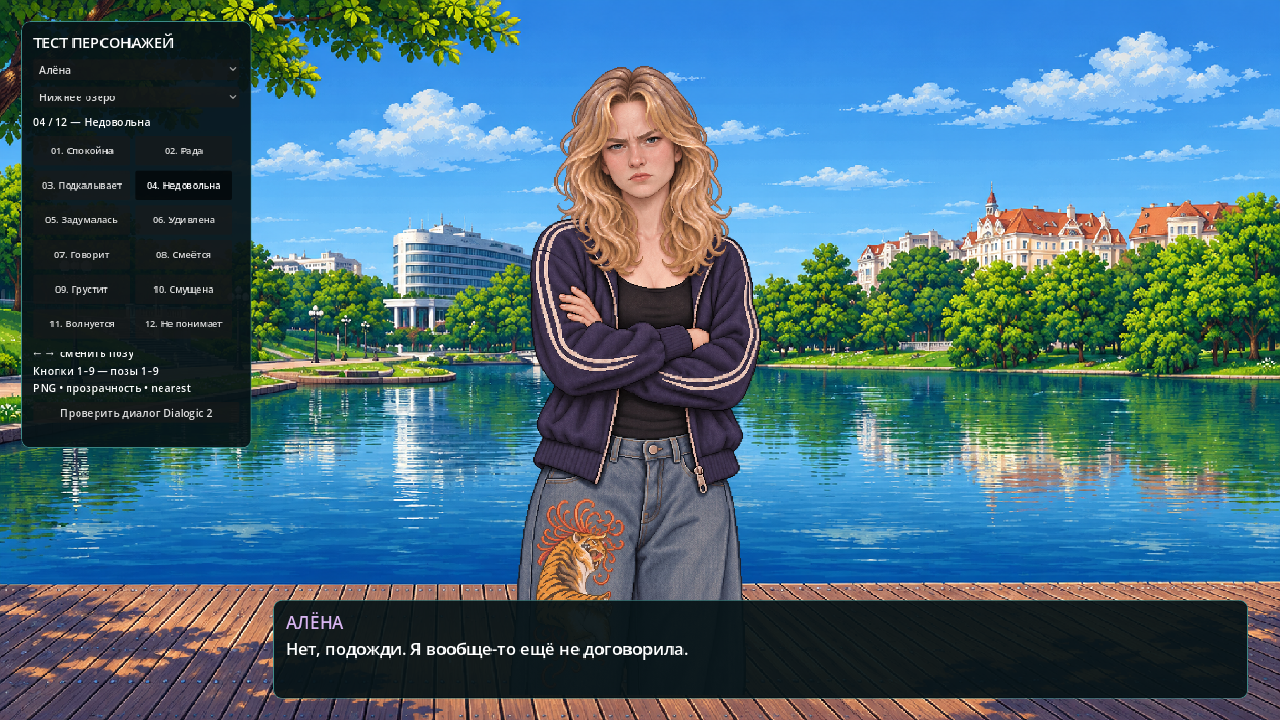 ТЕСТ ПЕРСОНАЖЕЙ
Алёна
Нижнее озеро
04 / 12 — Недовольна
01. Спокойна
02. Рада
03. Подкалывает
04. Недовольна
05. Задумалась
06. Удивлена
07. Говорит
08. Смеётся
09. Грустит
10. Смущена
11. Волнуется
12. Не понимает
← → сменить позу
Кнопки 1–9 — позы 1–9
PNG • прозрачность • nearest
Проверить диалог Dialogic 2
АЛЁНА
Нет, подожди. Я вообще-то ещё не договорила.